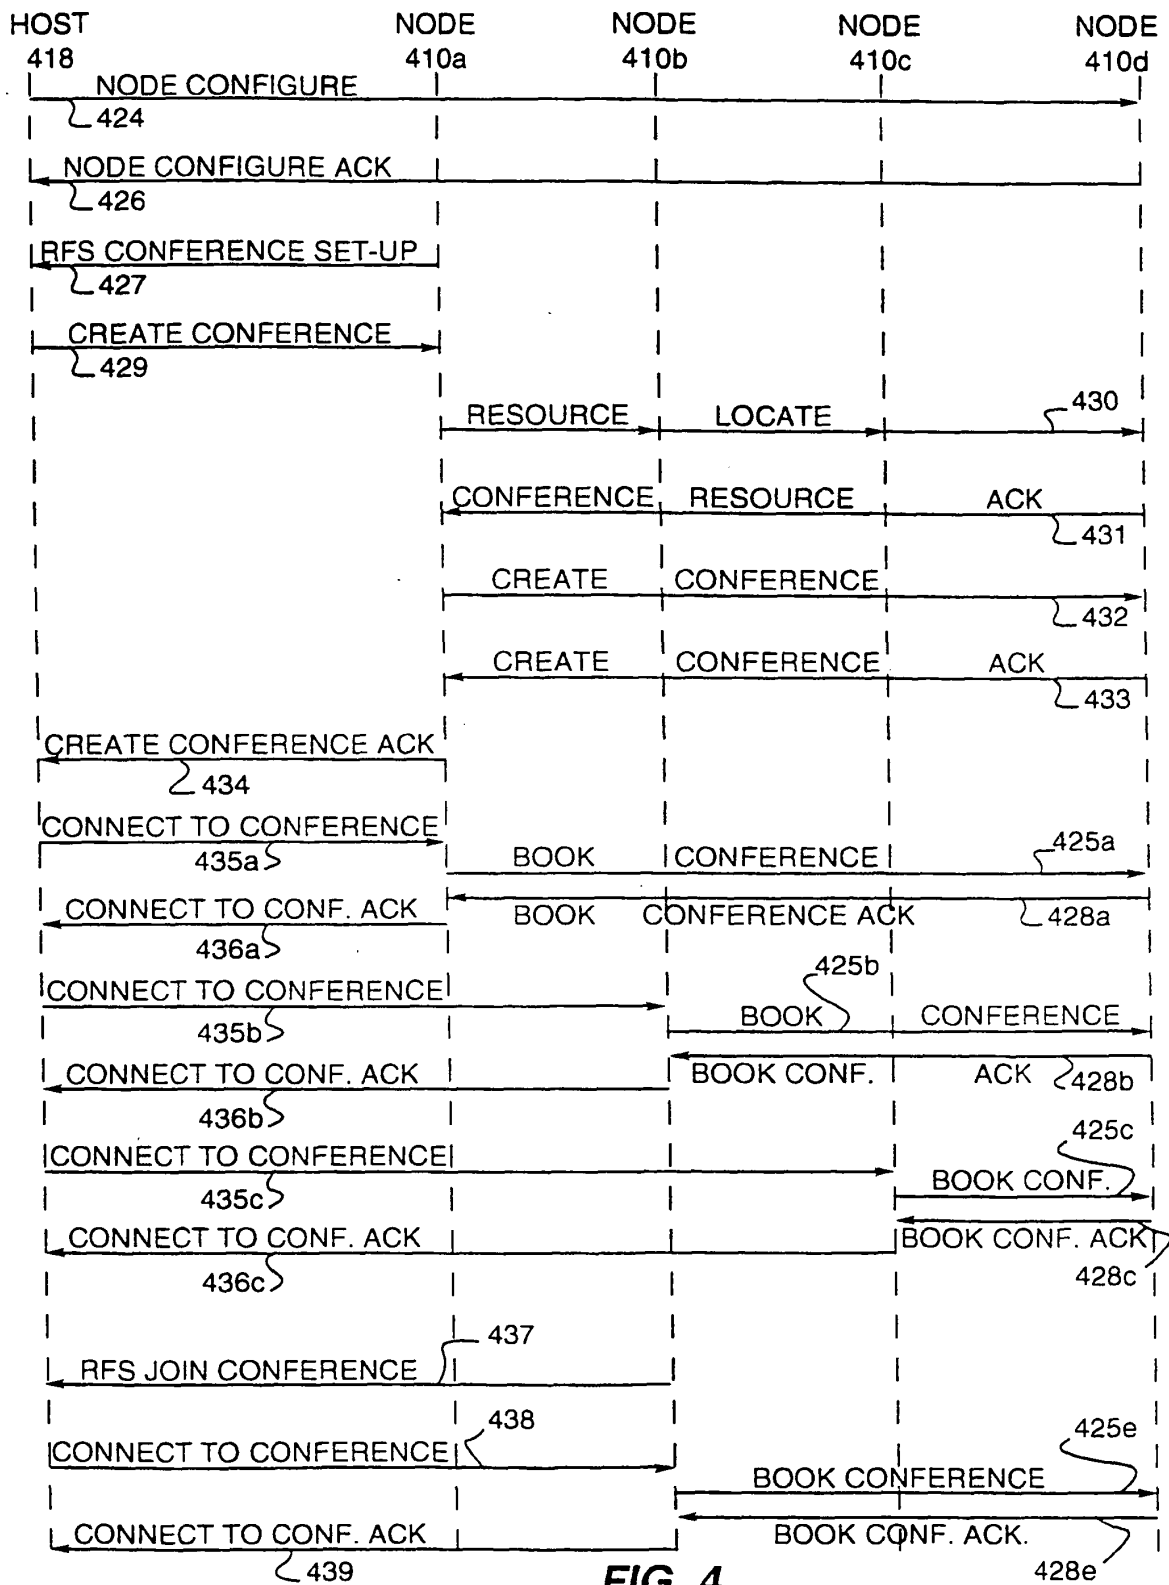 HOST NODE NODE NODE NODE
418 410a 410b 410c 410d
NODE CONFIGURE
424
NODE CONFIGURE ACK
426
RFS CONFERENCE SET-UP
427
CREATE CONFERENCE
429
RESOURCE LOCATE 430
CONFERENCE RESOURCE ACK
431
CREATE CONFERENCE
432
CREATE CONFERENCE ACK
433
CREATE CONFERENCE ACK
434
CONNECT TO CONFERENCE
435a
BOOK CONFERENCE 425a
CONNECT TO CONF. ACK
436a
BOOK CONFERENCE ACK 428a
CONNECT TO CONFERENCE
435b
425b
BOOK CONFERENCE
CONNECT TO CONF. ACK
436b
BOOK CONF. ACK 428b
CONNECT TO CONFERENCE
435c
425c
BOOK CONF.
CONNECT TO CONF. ACK
436c
BOOK CONF. ACK
428c
437
RFS JOIN CONFERENCE
438
CONNECT TO CONFERENCE
425e
BOOK CONFERENCE
CONNECT TO CONF. ACK
439
BOOK CONF. ACK.
428e
FIG. 4